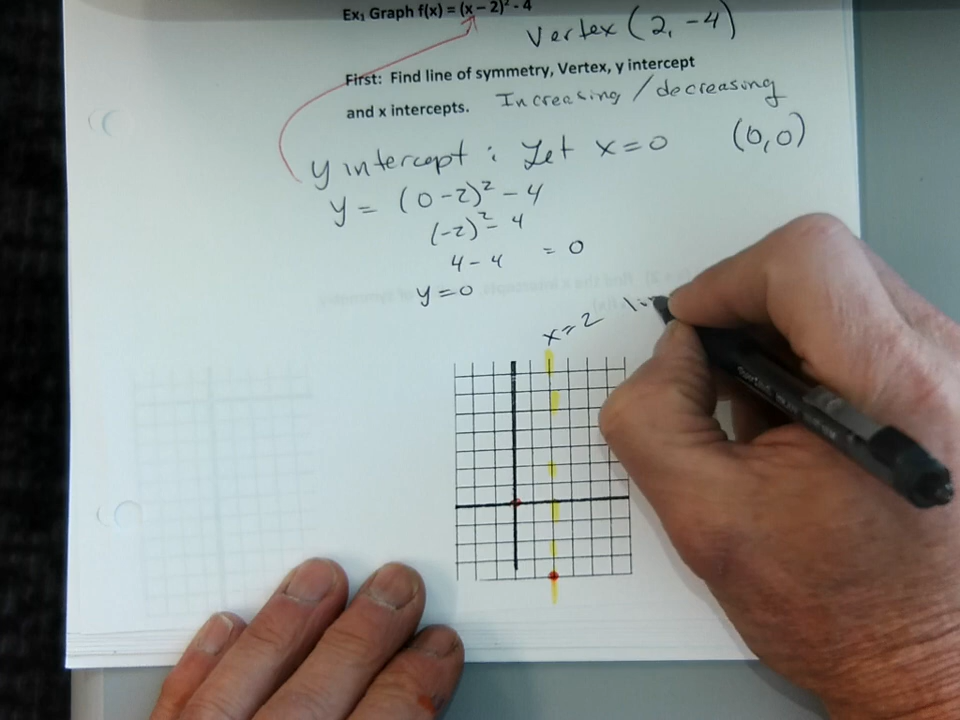 Ex₁ Graph f(x) = (x – 2)² - 4
Vertex (2, -4)
First: Find line of symmetry, Vertex, y intercept
and x intercepts. Increasing / decreasing
y intercept : Let x=0 (0,0)
y = (0-2)² - 4
(-2)² - 4
4 - 4 = 0
y=0
x=2 lin